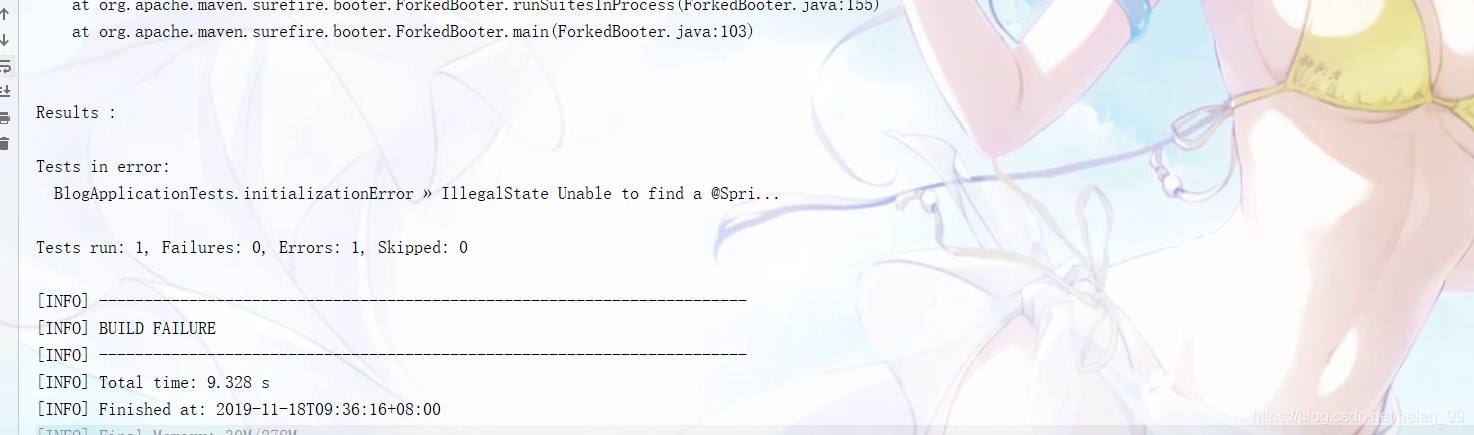 at org.apache.maven.surefire.booter.ForkedBooter.runSuitesInProcess(ForkedBooter.java:155)
at org.apache.maven.surefire.booter.ForkedBooter.main(ForkedBooter.java:103)
Results :
Tests in error:
BlogApplicationTests.initializationError » IllegalState Unable to find a @Spri...
Tests run: 1, Failures: 0, Errors: 1, Skipped: 0
[INFO] ------------------------------------------------------------------------
[INFO] BUILD FAILURE
[INFO] ------------------------------------------------------------------------
[INFO] Total time: 9.328 s
[INFO] Finished at: 2019-11-18T09:36:16+08:00
[INFO] Final Memory: 30M/278M
https://blog.csdn.net/heian_99